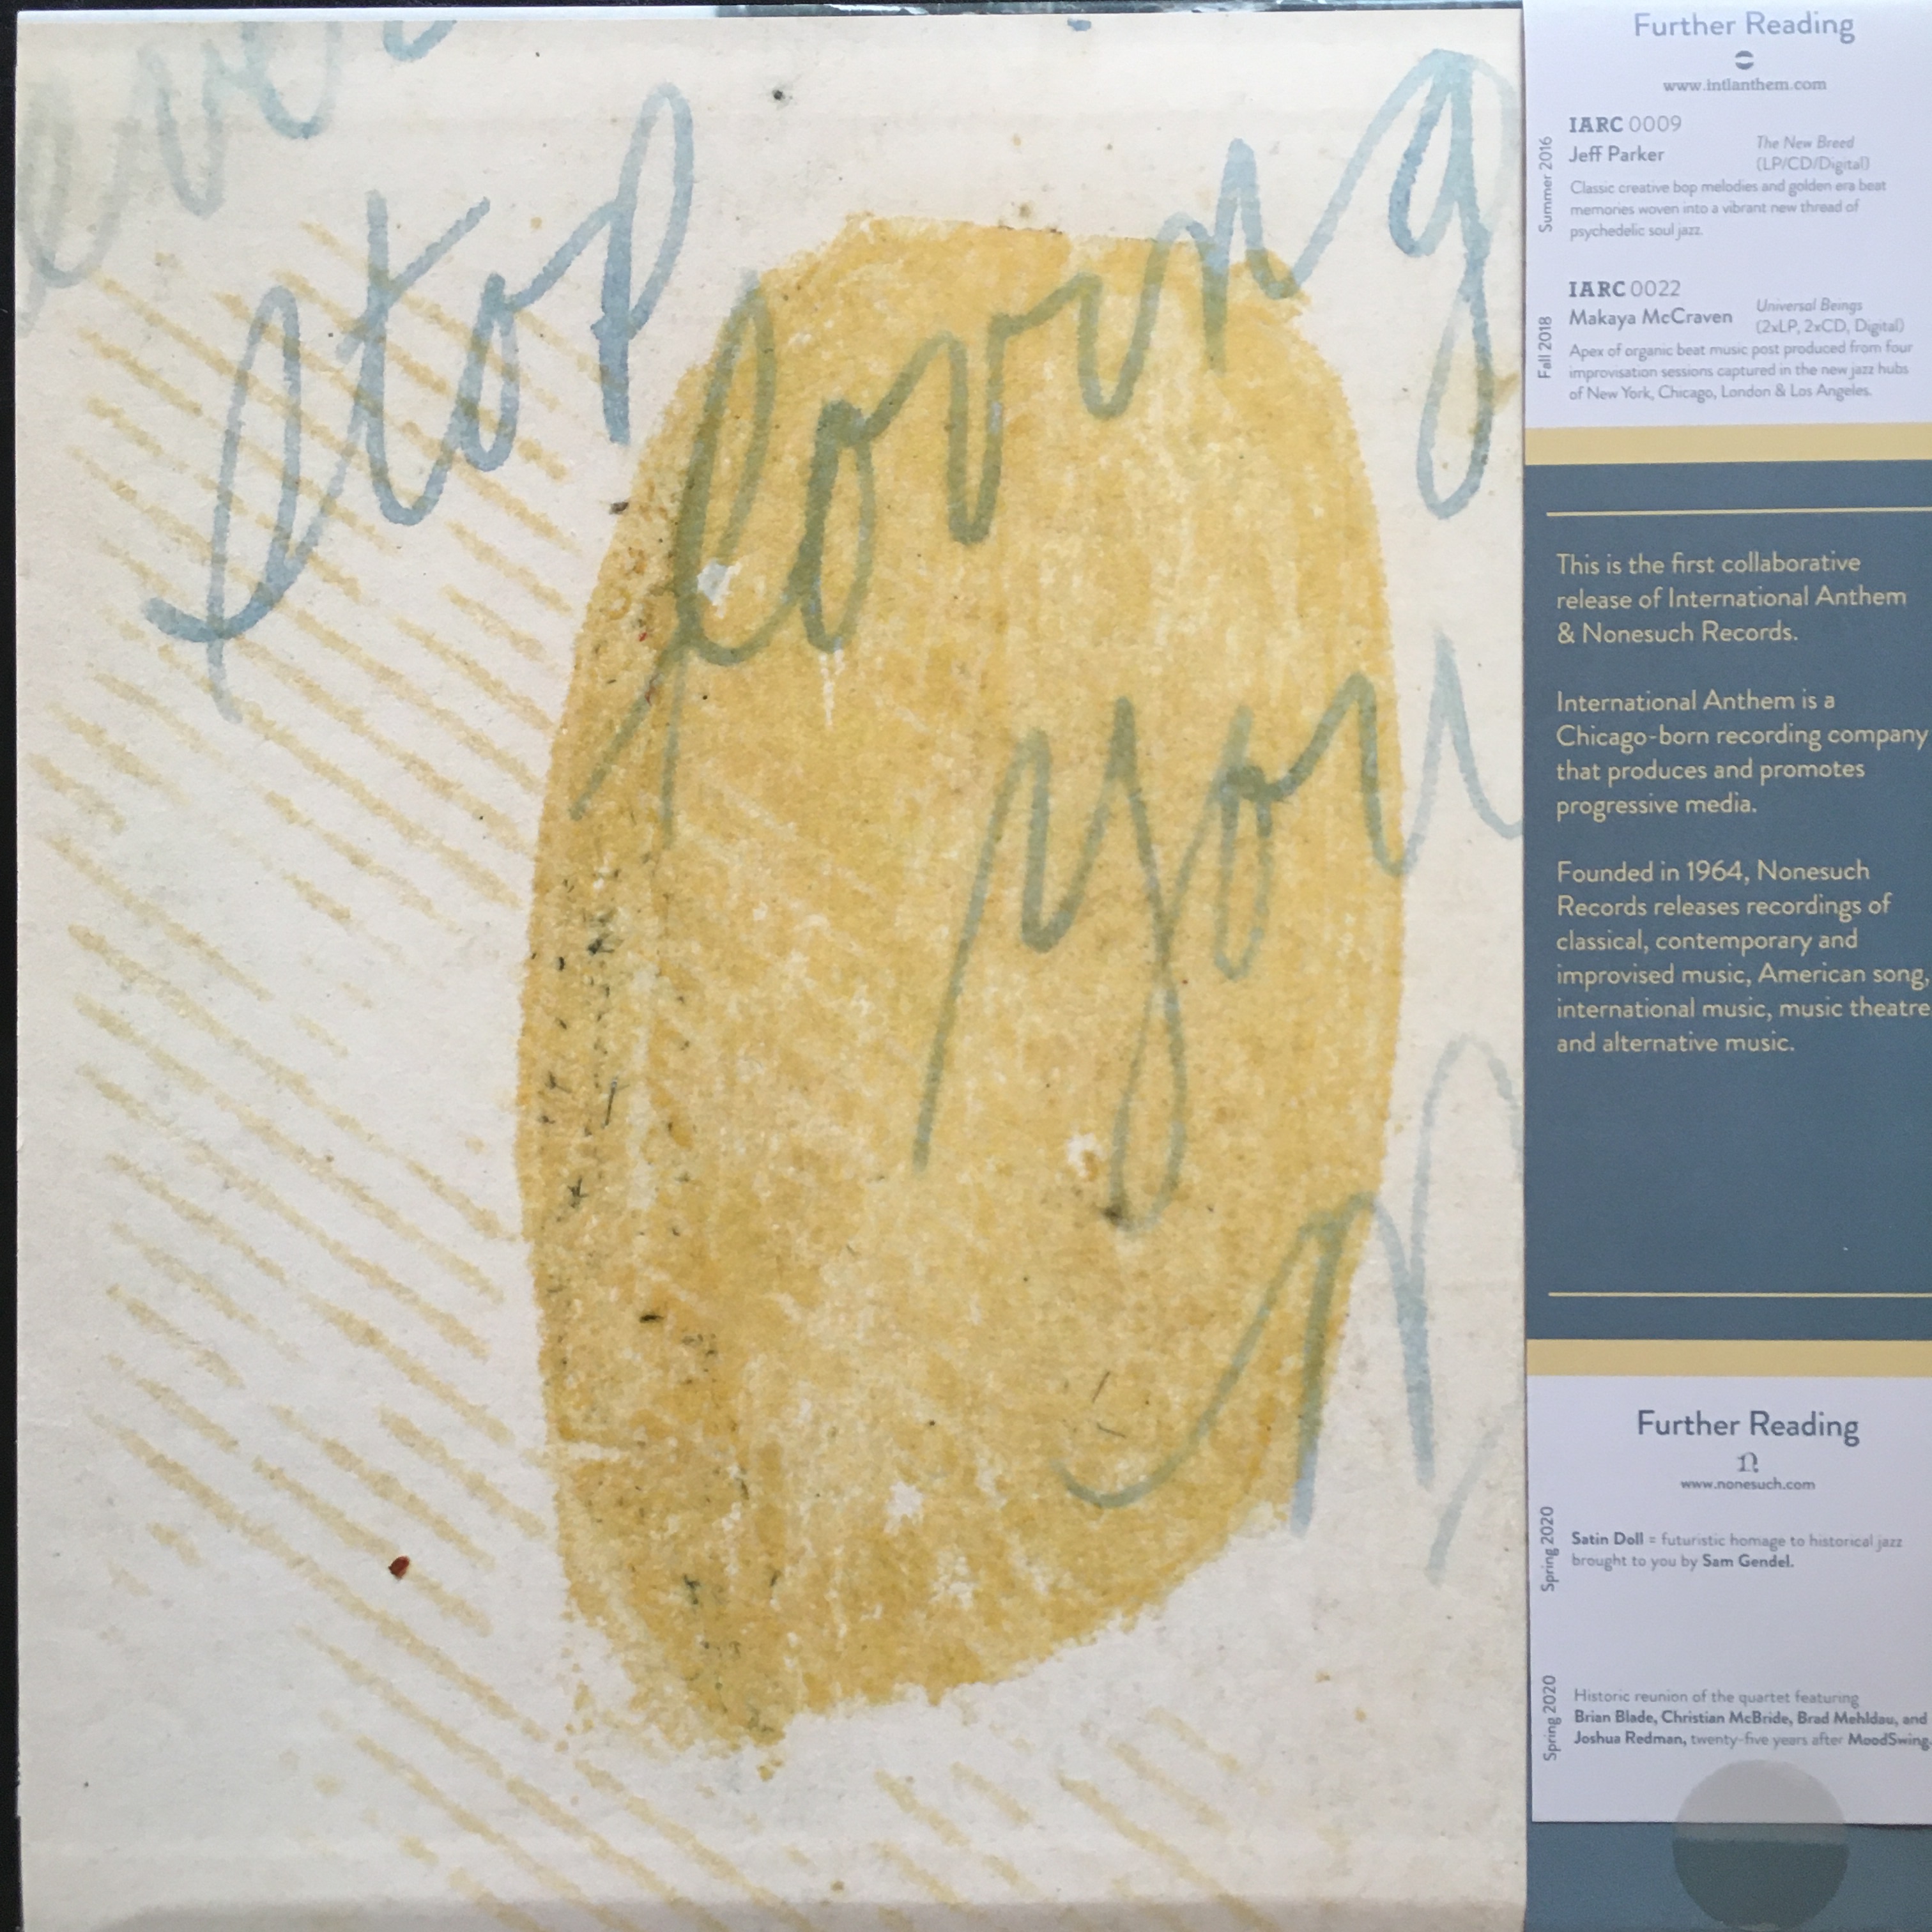 eve
stop
loving
you
Further Reading
www.intlanthem.com
Summer 2016
IARC 0009
Jeff Parker
The New Breed
(LP/CD/Digital)
Classic creative bop melodies and golden era beat
memories woven into a vibrant new thread of
psychedelic soul jazz.
Fall 2018
IARC 0022
Makaya McCraven
Universal Beings
(2xLP, 2xCD, Digital)
Apex of organic beat music post produced from four
improvisation sessions captured in the new jazz hubs
of New York, Chicago, London & Los Angeles.
This is the first collaborative
release of International Anthem
& Nonesuch Records.
International Anthem is a
Chicago-born recording company
that produces and promotes
progressive media.
Founded in 1964, Nonesuch
Records releases recordings of
classical, contemporary and
improvised music, American song,
international music, music theatre
and alternative music.
Further Reading
n
www.nonesuch.com
Spring 2020
Satin Doll = futuristic homage to historical jazz
brought to you by Sam Gendel.
Spring 2020
Historic reunion of the quartet featuring
Brian Blade, Christian McBride, Brad Mehldau, and
Joshua Redman, twenty-five years after MoodSwing.